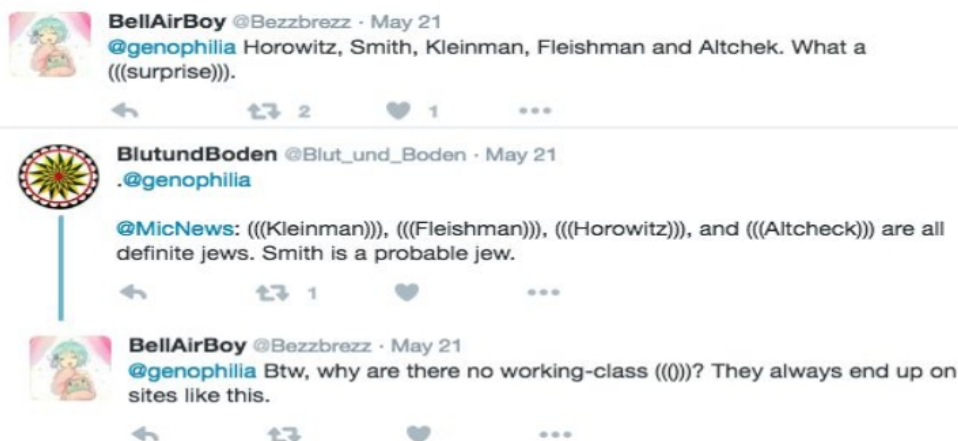 BellAirBoy @Bezzbrezz · May 21
@genophilia Horowitz, Smith, Kleinman, Fleishman and Altchek. What a
(((surprise))).
2 1
BlutundBoden @Blut_und_Boden · May 21
.@genophilia
@MicNews: (((Kleinman))), (((Fleishman))), (((Horowitz))), and (((Altcheck))) are all
definite jews. Smith is a probable jew.
1
BellAirBoy @Bezzbrezz · May 21
@genophilia Btw, why are there no working-class ((()))? They always end up on
sites like this.